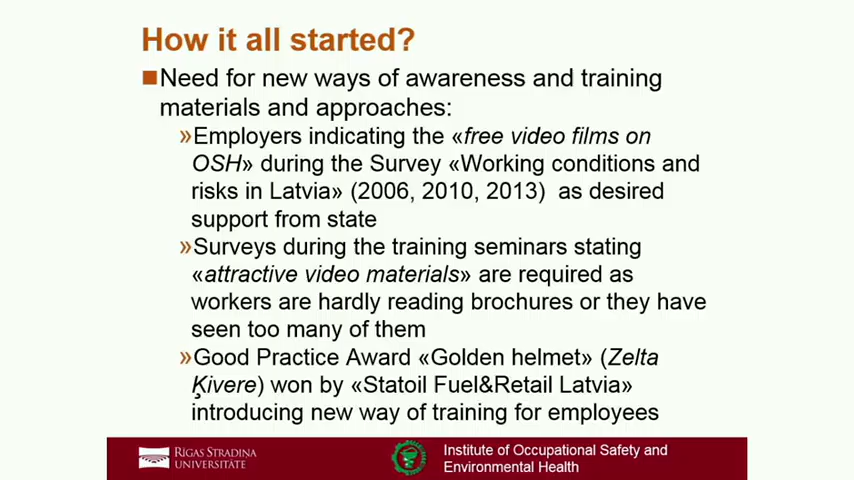 How it all started?
Need for new ways of awareness and training
materials and approaches:
»Employers indicating the «free video films on
OSH» during the Survey «Working conditions and
risks in Latvia» (2006, 2010, 2013) as desired
support from state
»Surveys during the training seminars stating
«attractive video materials» are required as
workers are hardly reading brochures or they have
seen too many of them
»Good Practice Award «Golden helmet» (Zelta
Ķivere) won by «Statoil Fuel&Retail Latvia»
introducing new way of training for employees
RĪGAS STRADIŅA
UNIVERSITĀTE
Institute of Occupational Safety and
Environmental Health